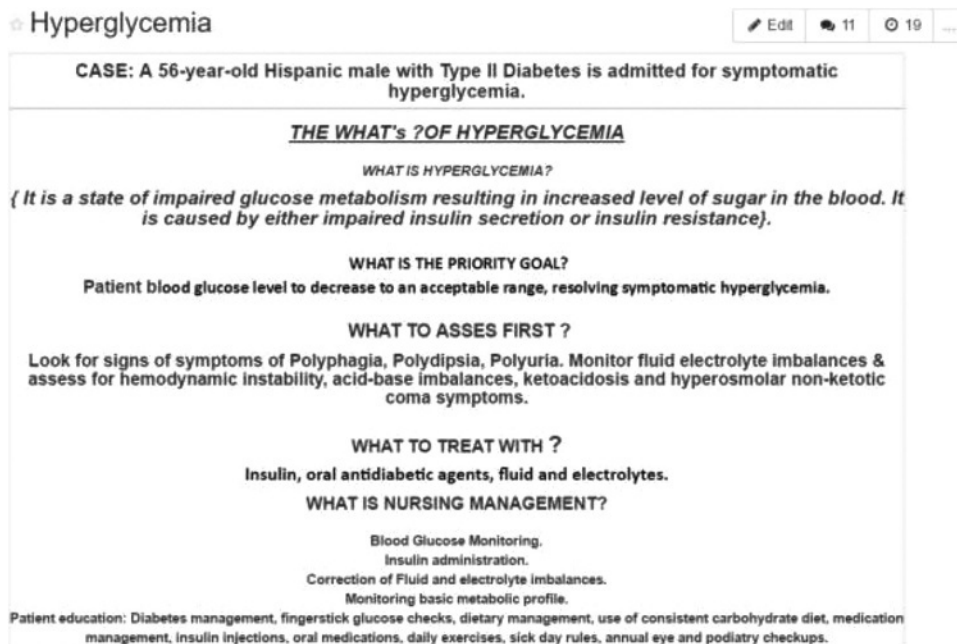 Hyperglycemia
Edit 11 19 ...
CASE: A 56-year-old Hispanic male with Type II Diabetes is admitted for symptomatic
hyperglycemia.
THE WHAT's ?OF HYPERGLYCEMIA
WHAT IS HYPERGLYCEMIA?
{ It is a state of impaired glucose metabolism resulting in increased level of sugar in the blood. It
is caused by either impaired insulin secretion or insulin resistance}.
WHAT IS THE PRIORITY GOAL?
Patient blood glucose level to decrease to an acceptable range, resolving symptomatic hyperglycemia.
WHAT TO ASSES FIRST ?
Look for signs of symptoms of Polyphagia, Polydipsia, Polyuria. Monitor fluid electrolyte imbalances &
assess for hemodynamic instability, acid-base imbalances, ketoacidosis and hyperosmolar non-ketotic
coma symptoms.
WHAT TO TREAT WITH ?
Insulin, oral antidiabetic agents, fluid and electrolytes.
WHAT IS NURSING MANAGEMENT?
Blood Glucose Monitoring.
Insulin administration.
Correction of Fluid and electrolyte imbalances.
Monitoring basic metabolic profile.
Patient education: Diabetes management, fingerstick glucose checks, dietary management, use of consistent carbohydrate diet, medication
management, insulin injections, oral medications, daily exercises, sick day rules, annual eye and podiatry checkups.